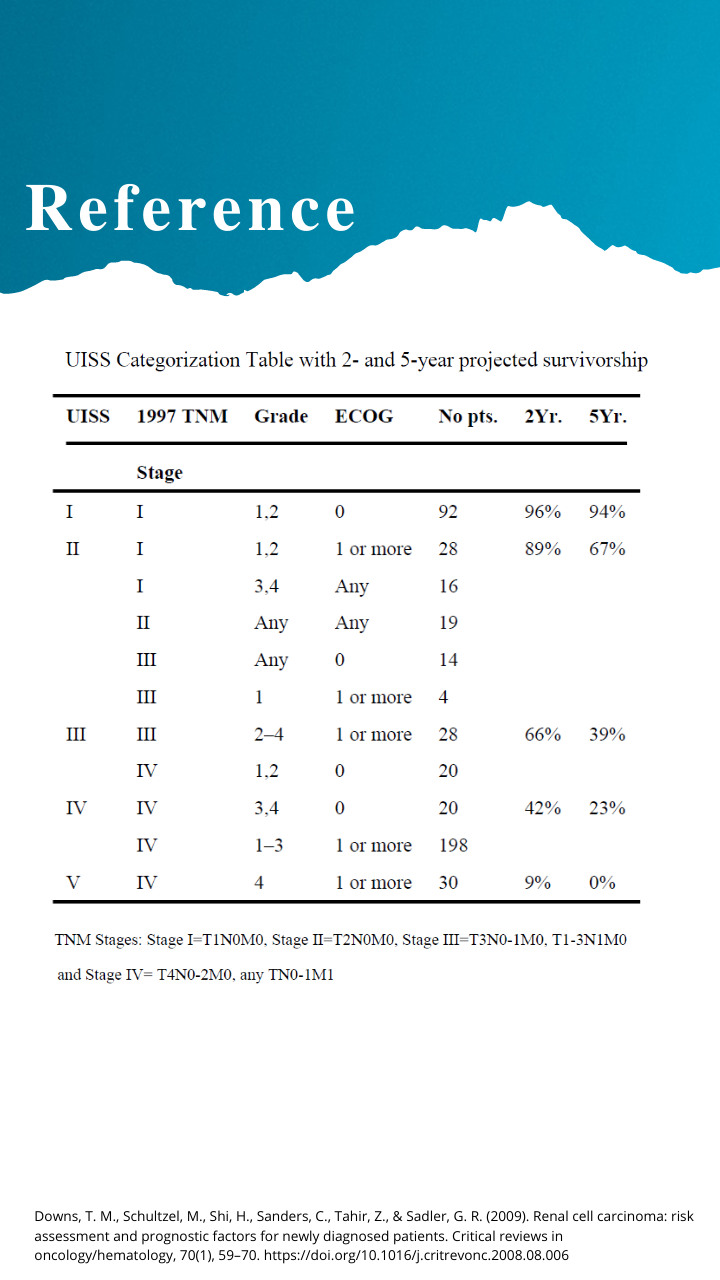 Reference
UISS Categorization Table with 2- and 5-year projected survivorship
UISS 1997 TNM Grade ECOG No pts. 2Yr. 5Yr.
Stage
I I 1,2 0 92 96% 94%
II I 1,2 1 or more 28 89% 67%
I 3,4 Any 16
II Any Any 19
III Any 0 14
III 1 1 or more 4
III III 2–4 1 or more 28 66% 39%
IV 1,2 0 20
IV IV 3,4 0 20 42% 23%
IV 1–3 1 or more 198
V IV 4 1 or more 30 9% 0%
TNM Stages: Stage I=T1N0M0, Stage II=T2N0M0, Stage III=T3N0-1M0, T1-3N1M0
and Stage IV= T4N0-2M0, any TN0-1M1
Downs, T. M., Schultzel, M., Shi, H., Sanders, C., Tahir, Z., & Sadler, G. R. (2009). Renal cell carcinoma: risk
assessment and prognostic factors for newly diagnosed patients. Critical reviews in
oncology/hematology, 70(1), 59–70. https://doi.org/10.1016/j.critrevonc.2008.08.006